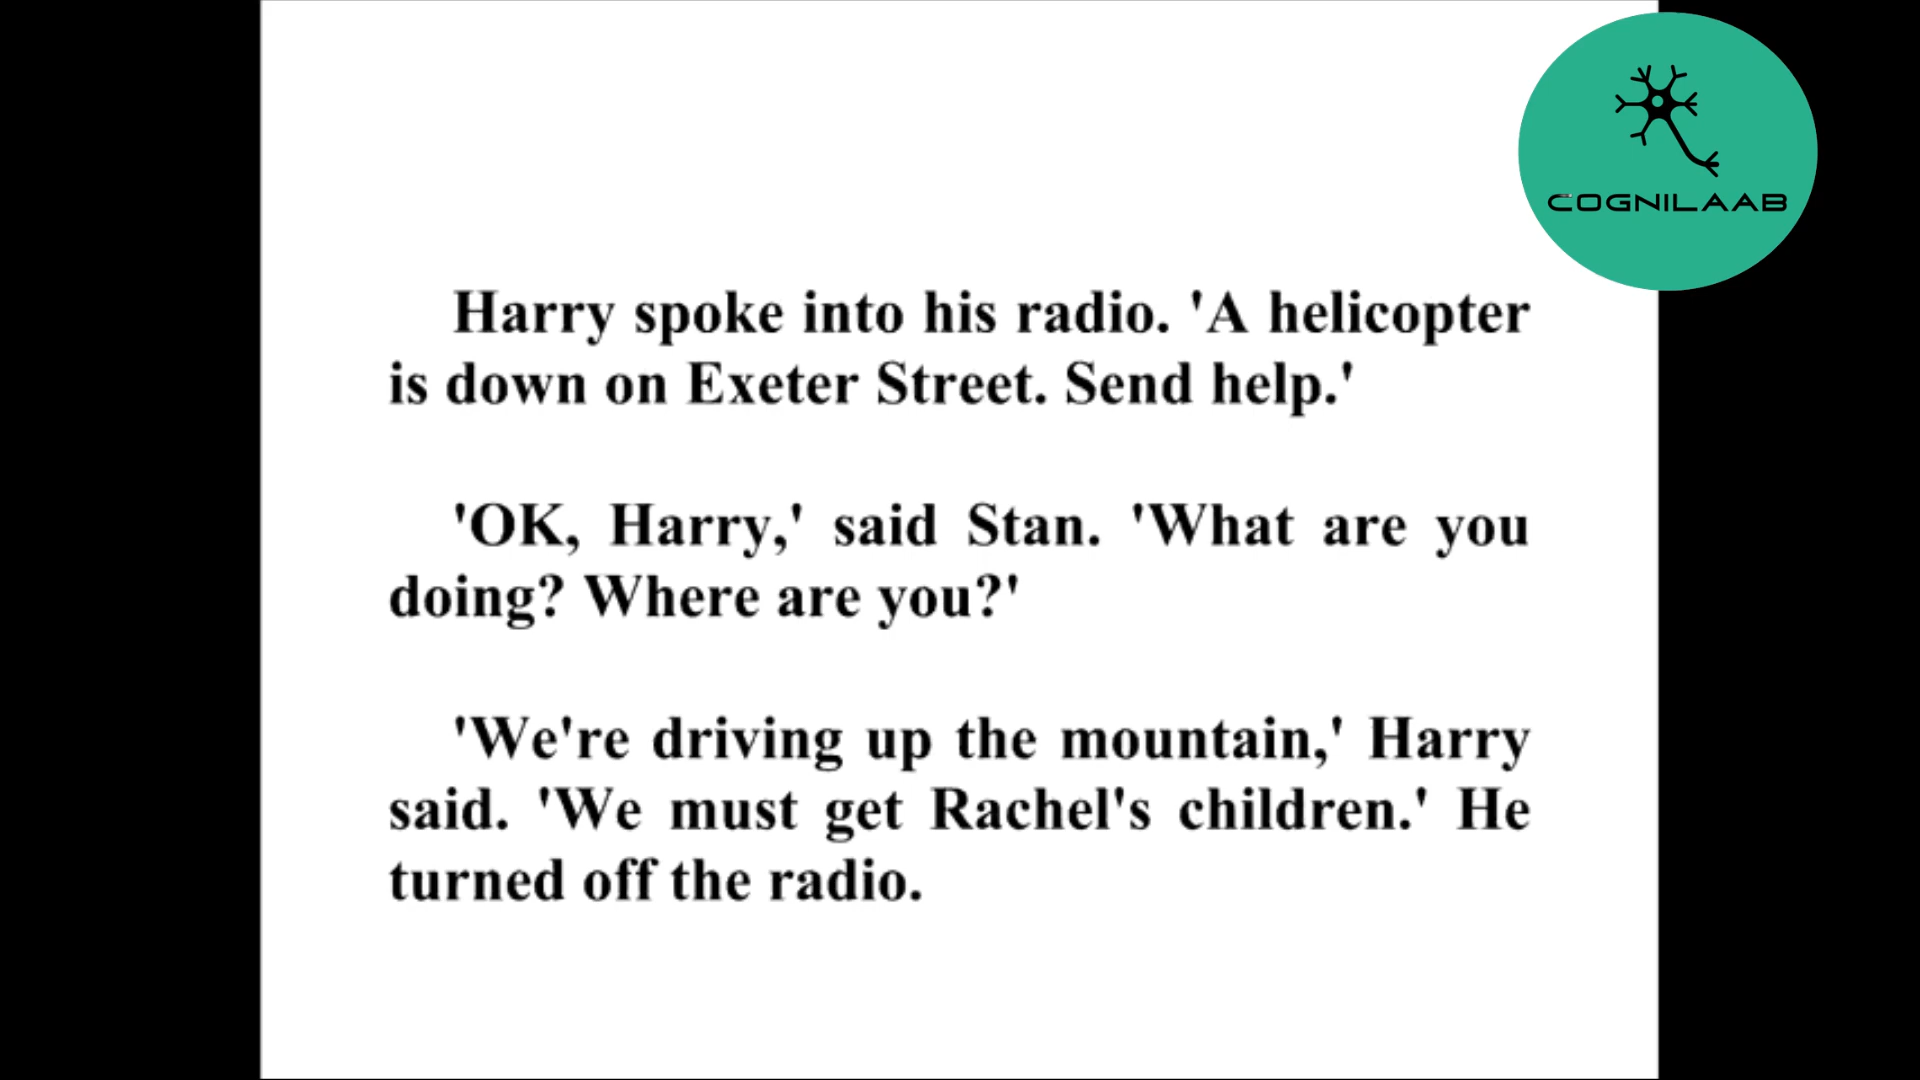 COGNILAAB
Harry spoke into his radio. 'A helicopter
is down on Exeter Street. Send help.'
'OK, Harry,' said Stan. 'What are you
doing? Where are you?'
'We're driving up the mountain,' Harry
said. 'We must get Rachel's children.' He
turned off the radio.